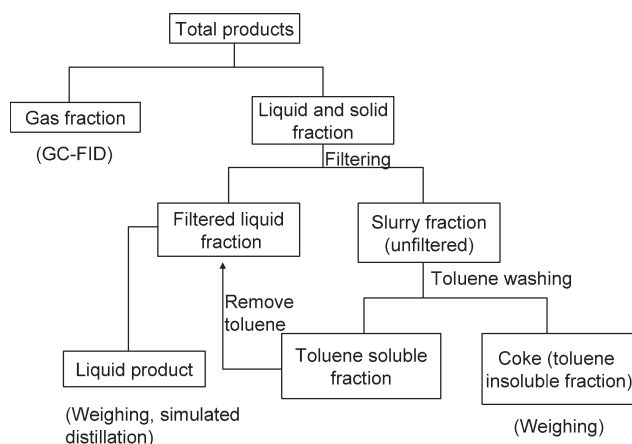 Total products
Gas fraction
(GC-FID)
Liquid and solid
fraction
Filtering
Filtered liquid
fraction
Slurry fraction
(unfiltered)
Toluene washing
Remove
toluene
Liquid product
(Weighing, simulated
distillation)
Toluene soluble
fraction
Coke (toluene
insoluble fraction)
(Weighing)